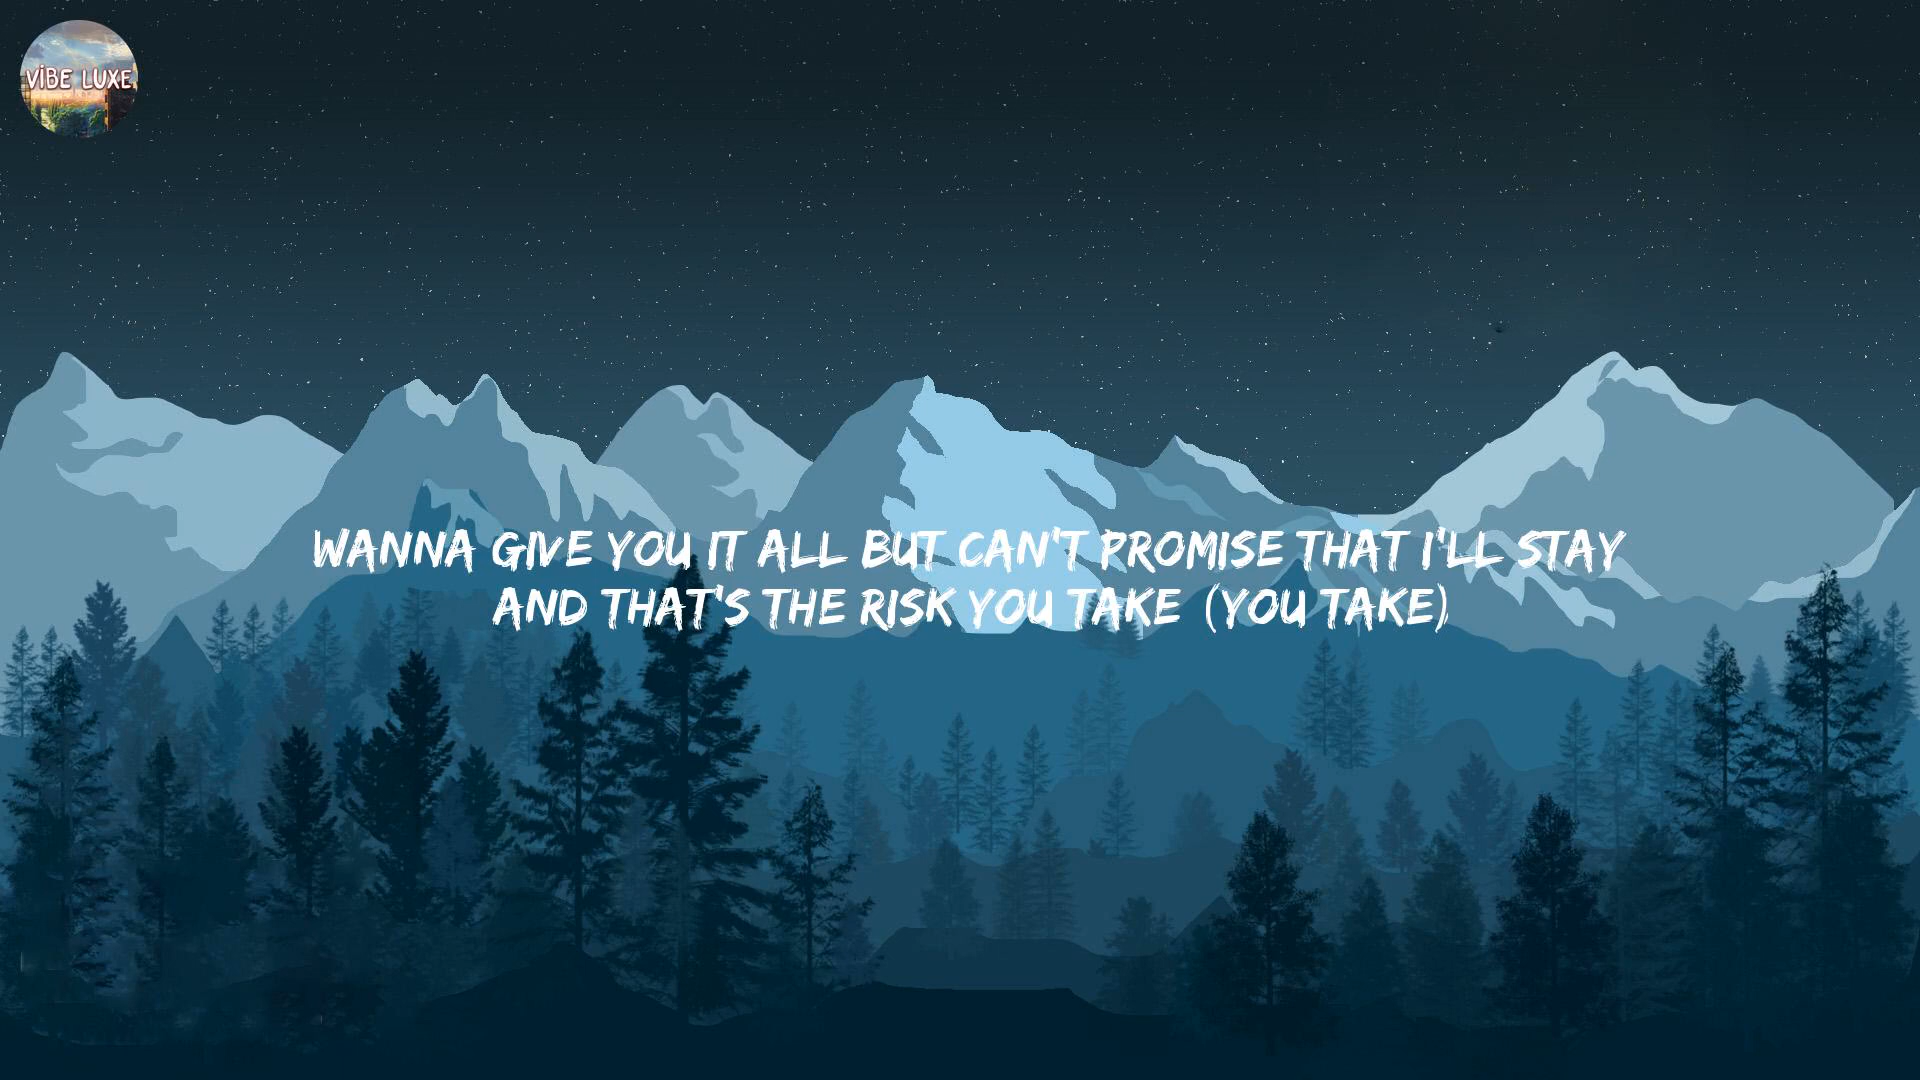 VIBE LUXE
WANNA GIVE YOU IT ALL BUT CAN'T PROMISE THAT I'LL STAY
AND THAT'S THE RISK YOU TAKE (YOU TAKE)